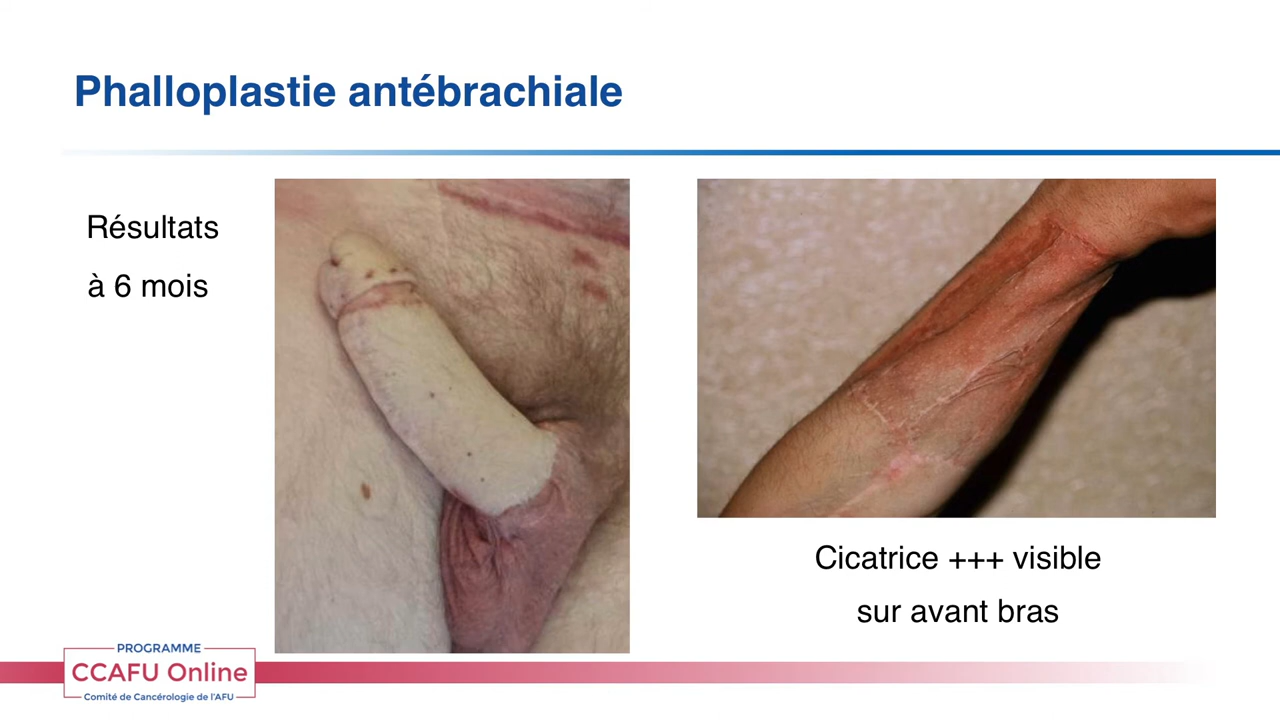 Phalloplastie antébrachiale
Résultats
à 6 mois
Cicatrice +++ visible
sur avant bras
PROGRAMME
CCAFU Online
Comité de Cancérologie de l'AFU